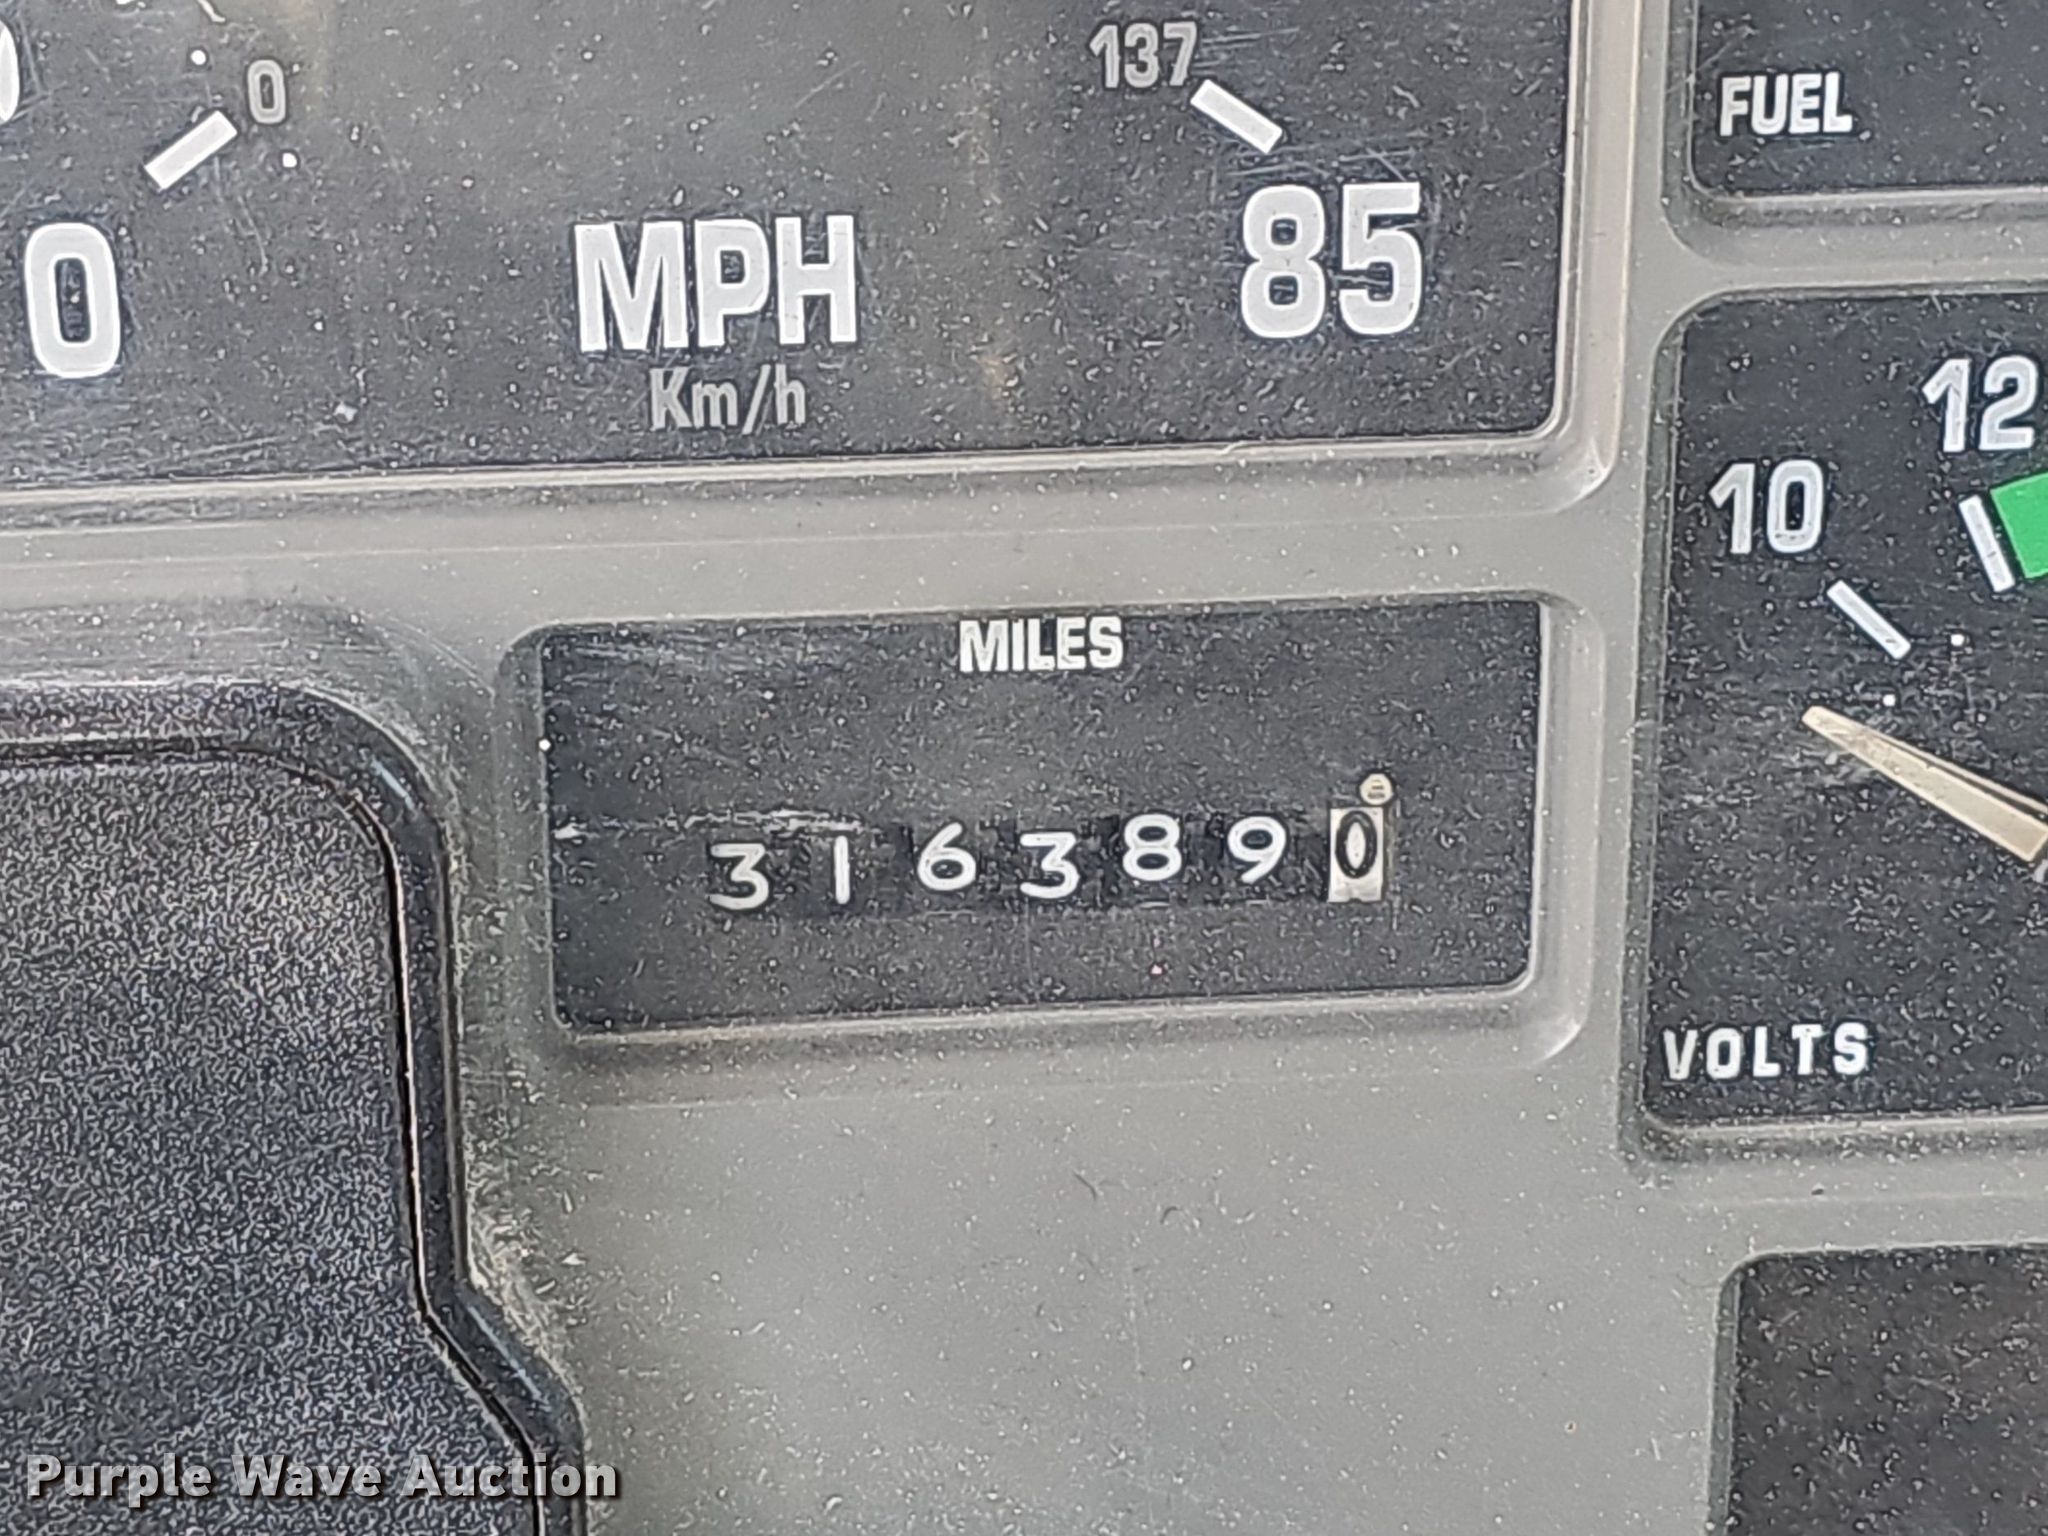 0
137
FUEL
0
MPH
85
Km/h
12
10
MILES
3163890
VOLTS
Purple Wave Auction